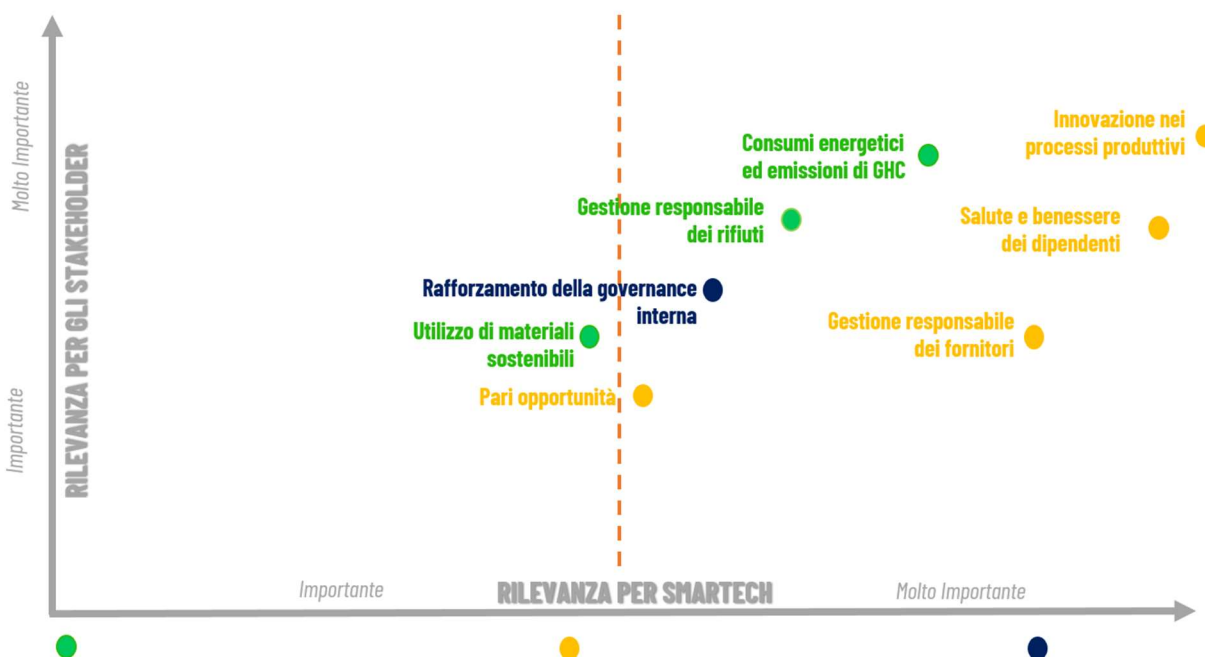 Molto Importante
RILEVANZA PER GLI STAKEHOLDER
Importante
Innovazione nei
processi produttivi
Consumi energetici
ed emissioni di GHC
Gestione responsabile
dei rifiuti
Salute e benessere
dei dipendenti
Rafforzamento della governance
interna
Utilizzo di materiali
sostenibili
Gestione responsabile
dei fornitori
Pari opportunità
Importante
RILEVANZA PER SMARTECH
Molto Importante